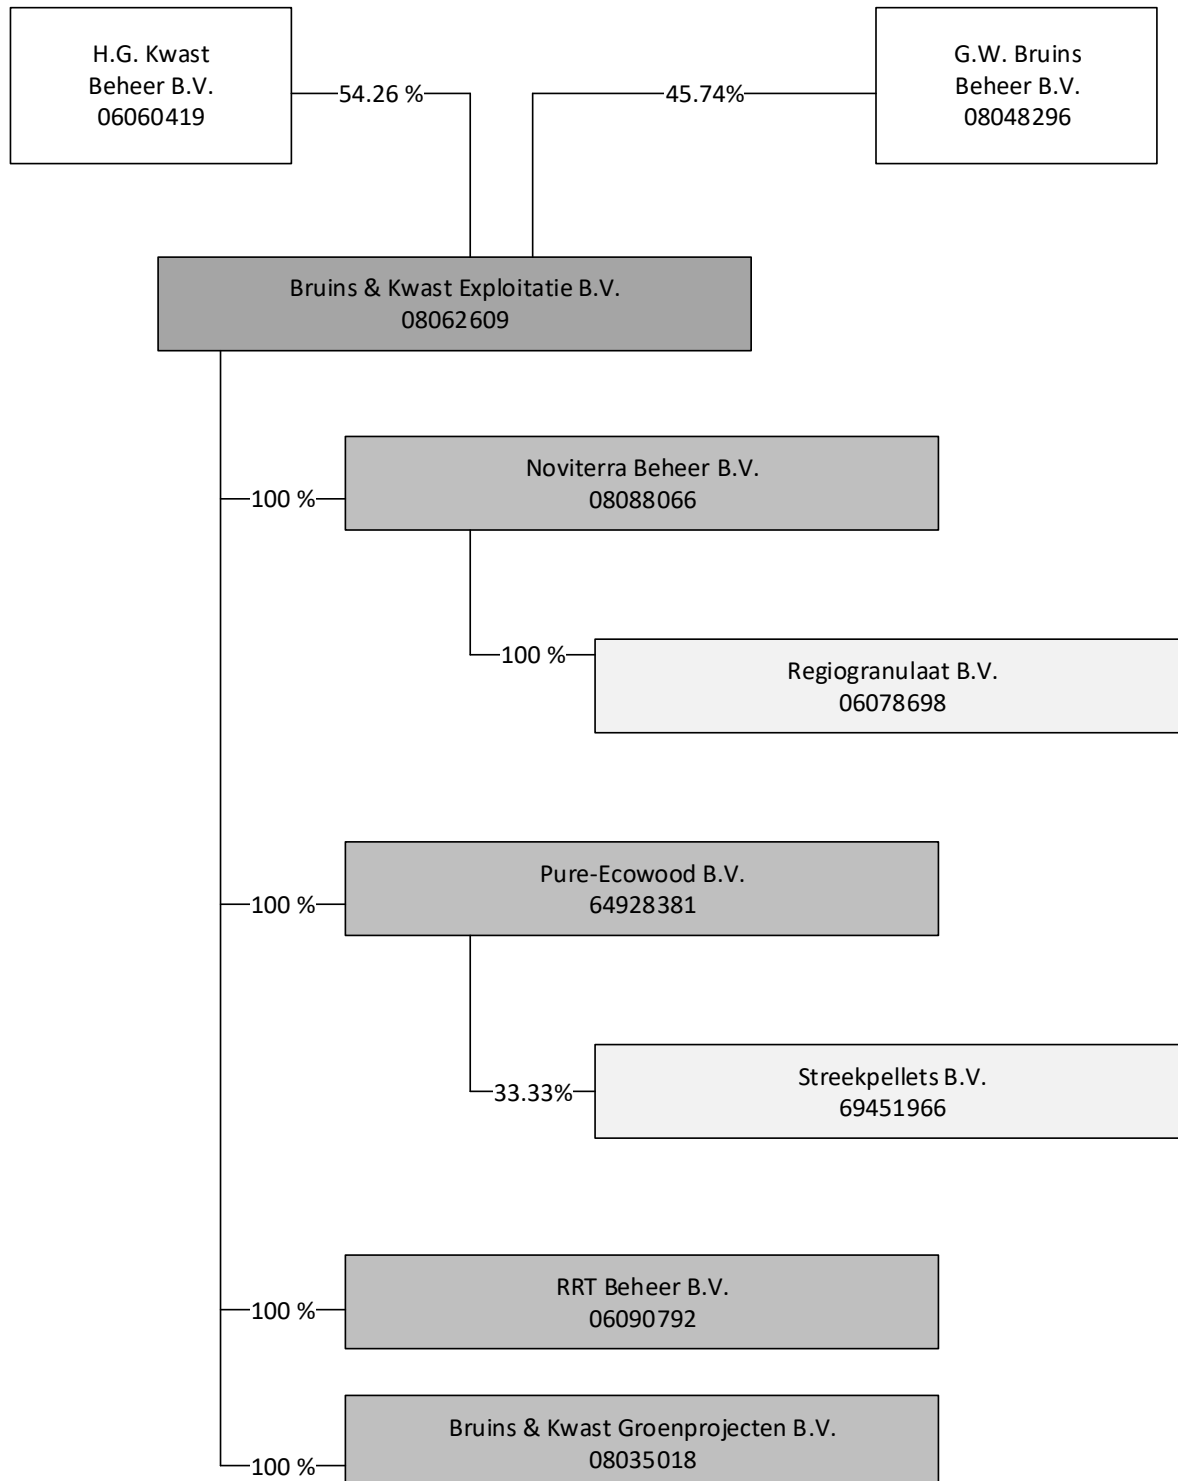 H.G. Kwast
Beheer B.V.
06060419
54.26 %
45.74%
G.W. Bruins
Beheer B.V.
08048296
Bruins & Kwast Exploitatie B.V.
08062609
Noviterra Beheer B.V.
08088066
100 %
100 %
Regiogranulaat B.V.
06078698
Pure-Ecowood B.V.
64928381
100 %
33.33%
Streekpellets B.V.
69451966
RRT Beheer B.V.
06090792
100 %
Bruins & Kwast Groenprojecten B.V.
08035018
100 %